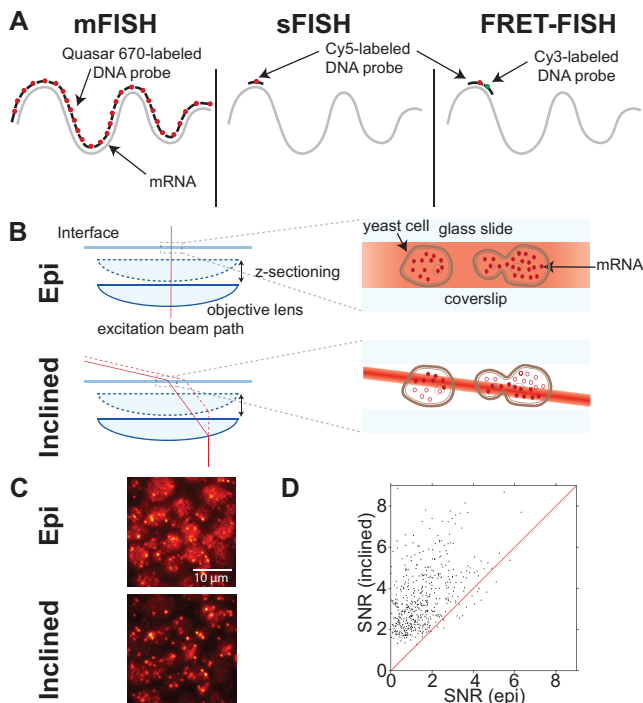 A
mFISH
sFISH
FRET-FISH
Quasar 670-labeled
DNA probe
mRNA
Cy5-labeled
DNA probe
Cy3-labeled
DNA probe
B
Epi
Interface
z-sectioning
objective lens
excitation beam path
yeast cell
glass slide
mRNA
coverslip
Inclined
C
Epi
10 μm
Inclined
D
SNR (inclined)
8
6
4
2
0
0
2
4
6
8
SNR (epi)